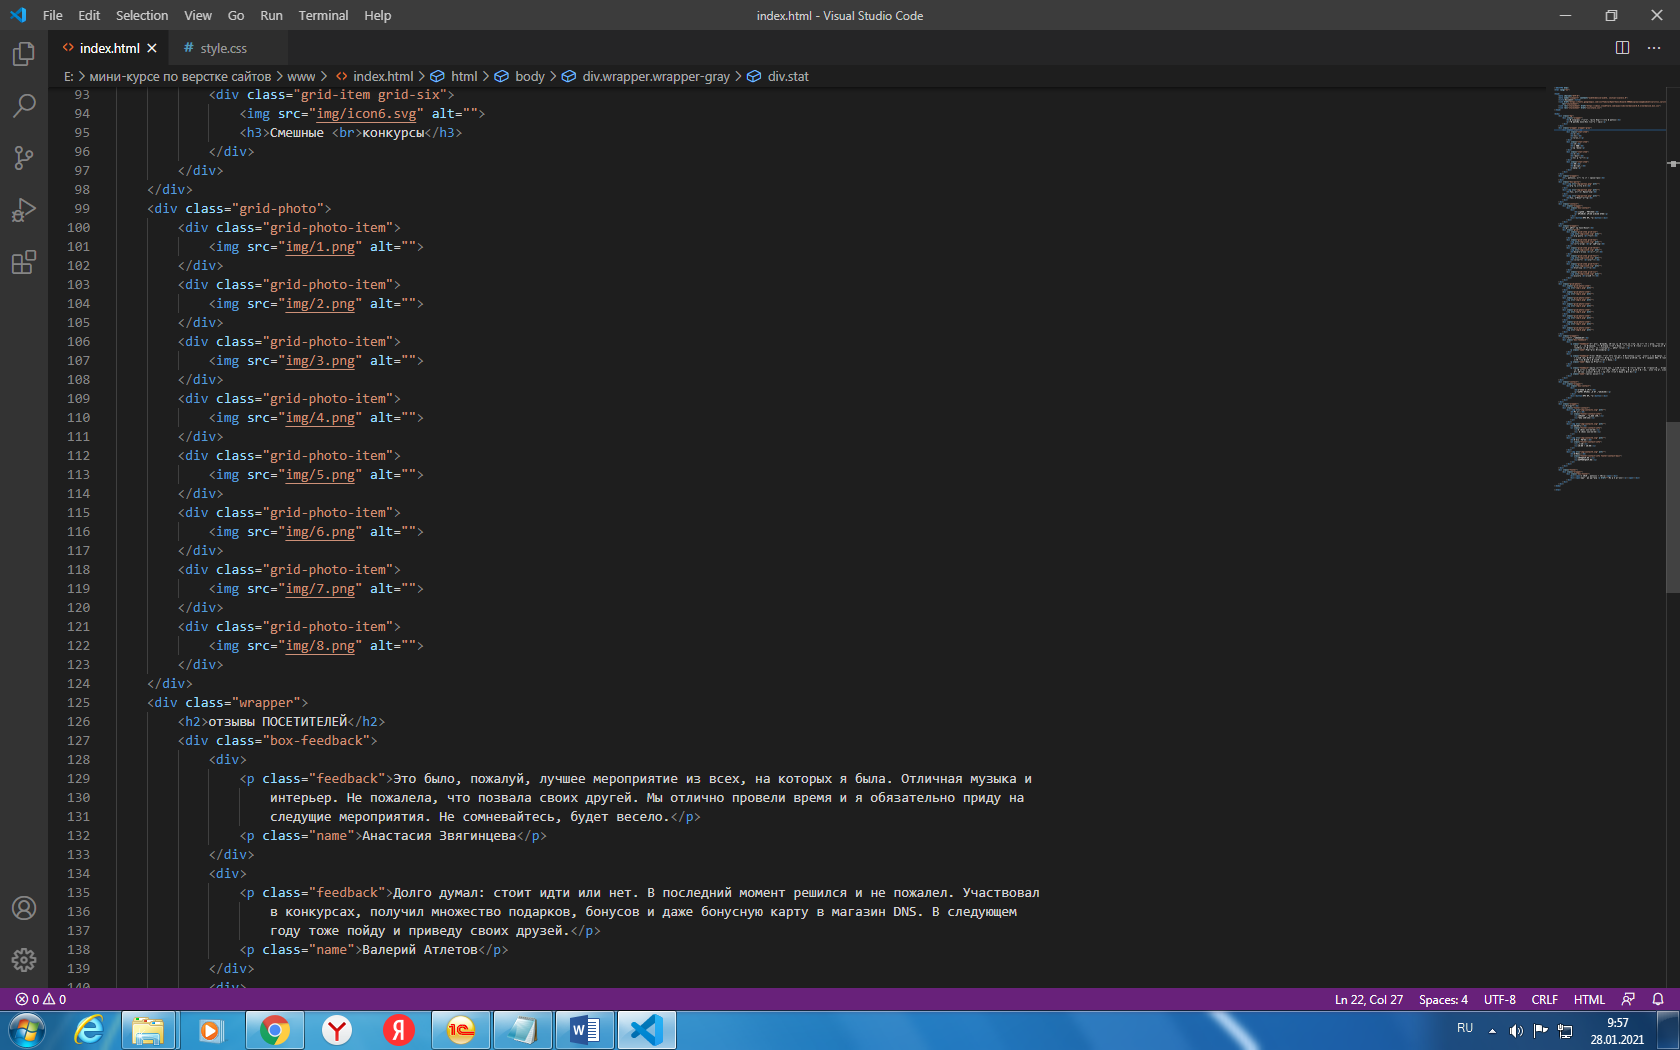 File Edit Selection View Go Run Terminal Help
index.html - Visual Studio Code
index.html
# style.css
E: > мини-курсе по верстке сайтов > www > index.html > html > body > div.wrapper.wrapper-gray > div.stat
93 <div class="grid-item grid-six">
94 <img src="img/icon6.svg" alt="">
95 <h3>Смешные <br>конкурсы</h3>
96 </div>
97 </div>
98 </div>
99 <div class="grid-photo">
100 <div class="grid-photo-item">
101 <img src="img/1.png" alt="">
102 </div>
103 <div class="grid-photo-item">
104 <img src="img/2.png" alt="">
105 </div>
106 <div class="grid-photo-item">
107 <img src="img/3.png" alt="">
108 </div>
109 <div class="grid-photo-item">
110 <img src="img/4.png" alt="">
111 </div>
112 <div class="grid-photo-item">
113 <img src="img/5.png" alt="">
114 </div>
115 <div class="grid-photo-item">
116 <img src="img/6.png" alt="">
117 </div>
118 <div class="grid-photo-item">
119 <img src="img/7.png" alt="">
120 </div>
121 <div class="grid-photo-item">
122 <img src="img/8.png" alt="">
123 </div>
124 </div>
125 <div class="wrapper">
126 <h2>отзывы ПОСЕТИТЕЛЕЙ</h2>
127 <div class="box-feedback">
128 <div>
129 <p class="feedback">Это было, пожалуй, лучшее мероприятие из всех, на которых я была. Отличная музыка и
130 интерьер. Не пожалела, что позвала своих другей. Мы отлично провели время и я обязательно приду на
131 следущие мероприятия. Не сомневайтесь, будет весело.</p>
132 <p class="name">Анастасия Звягинцева</p>
133 </div>
134 <div>
135 <p class="feedback">Долго думал: стоит идти или нет. В последний момент решился и не пожалел. Участвовал
136 в конкурсах, получил множество подарков, бонусов и даже бонусную карту в магазин DNS. В следующем
137 году тоже пойду и приведу своих друзей.</p>
138 <p class="name">Валерий Атлетов</p>
139 </div>
140 <div>
0 0
Ln 22, Col 27 Spaces: 4 UTF-8 CRLF HTML
RU
9:57
28.01.2021